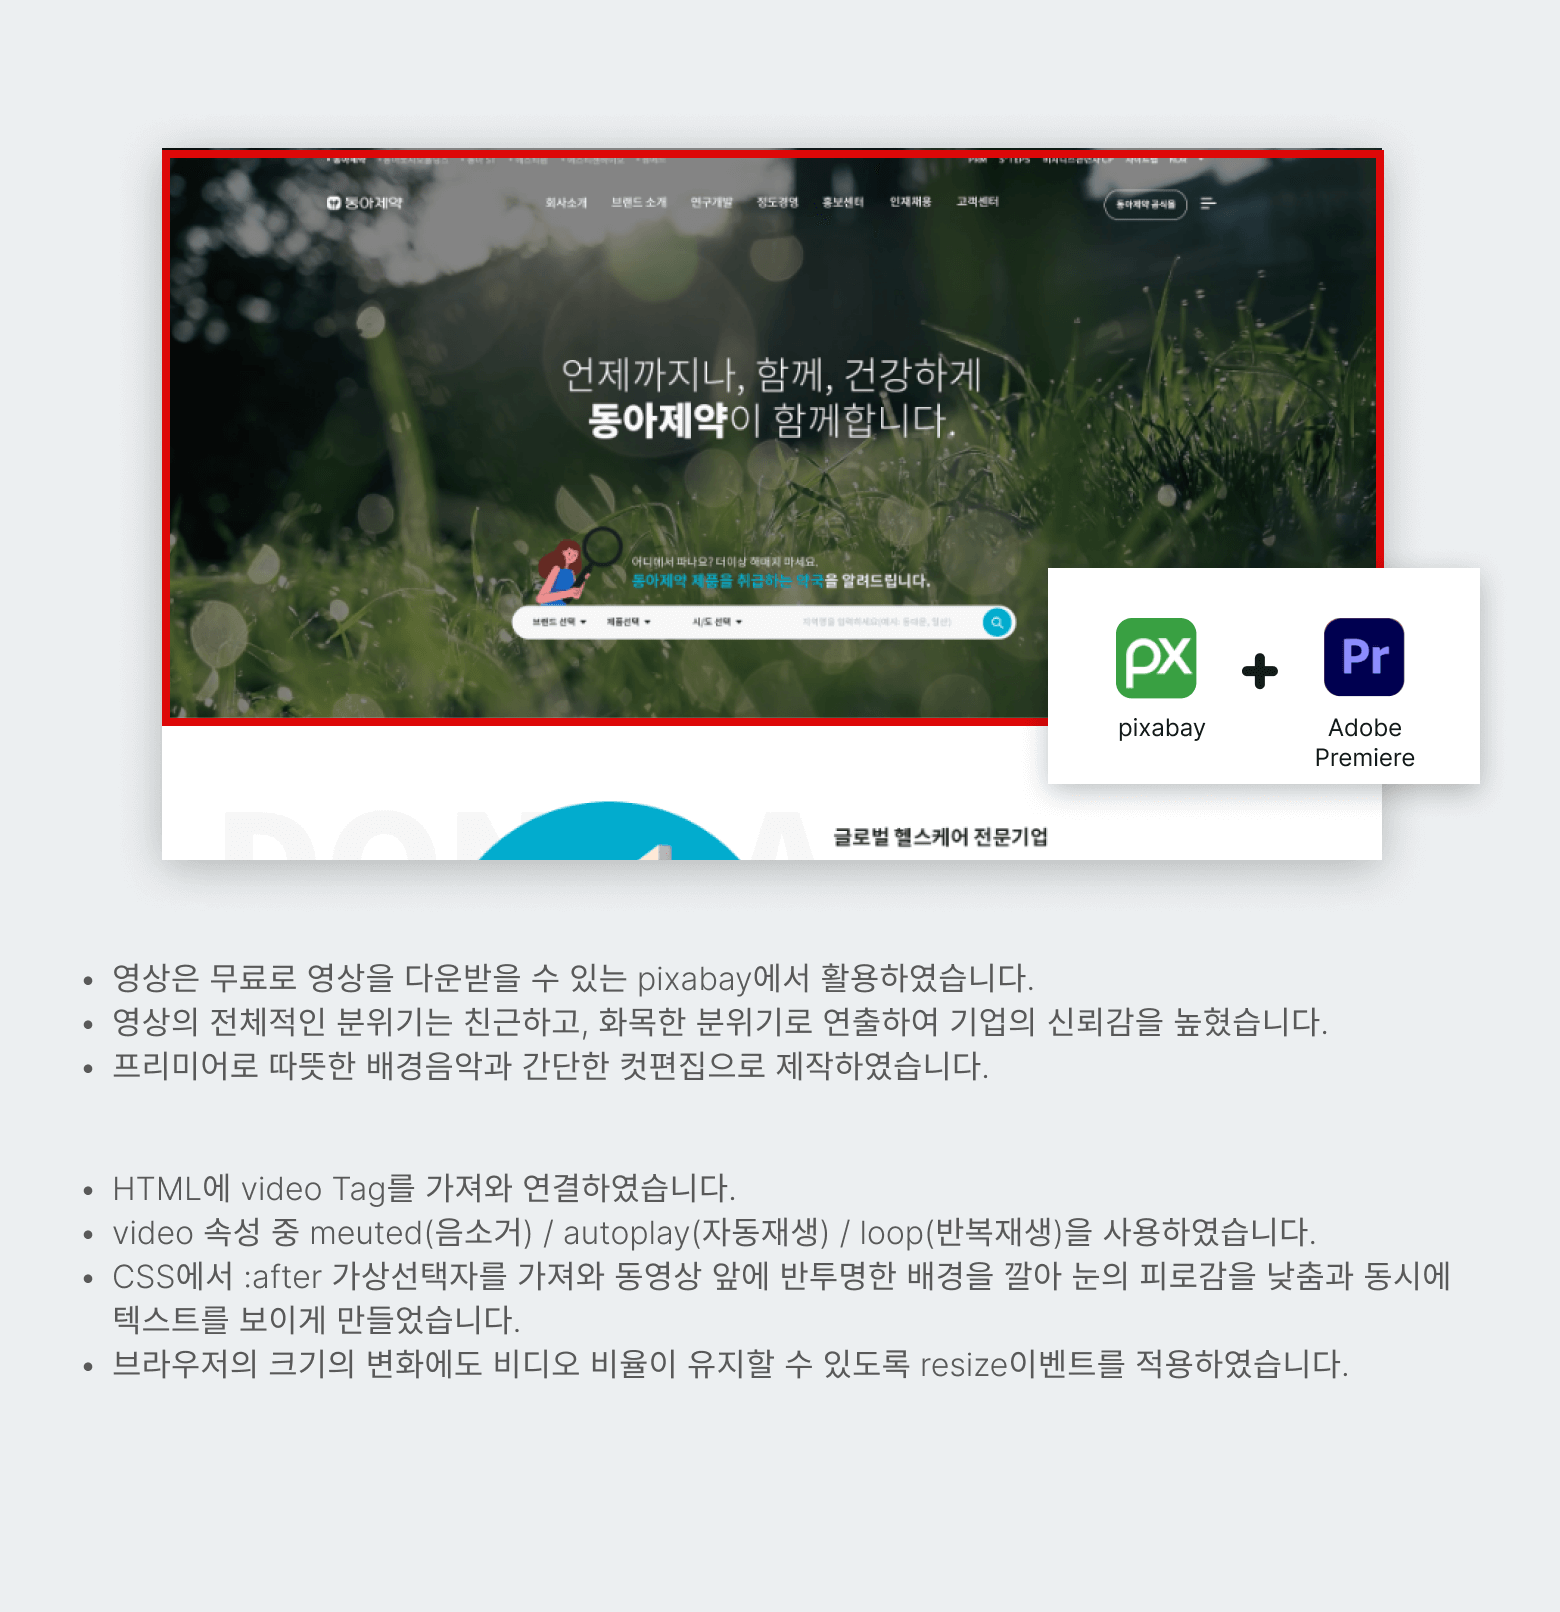 동아제약
PRM
사이트맵
동아제약
회사소개 브랜드 소개 연구개발 정도경영 홍보센터 인재채용 고객센터
동아제약 공식몰
언제까지나, 함께, 건강하게
동아제약이 함께합니다.
어디에서 파나요? 더이상 헤매지 마세요.
동아제약 제품을 취급하는 약국을 알려드립니다.
브랜드 선택 제품선택 시/도 선택
px Pr
pixabay Adobe
Premiere
글로벌 헬스케어 전문기업
• 영상은 무료로 영상을 다운받을 수 있는 pixabay에서 활용하였습니다.
• 영상의 전체적인 분위기는 친근하고, 화목한 분위기로 연출하여 기업의 신뢰감을 높혔습니다.
• 프리미어로 따뜻한 배경음악과 간단한 컷편집으로 제작하였습니다.
• HTML에 video Tag를 가져와 연결하였습니다.
• video 속성 중 meuted(음소거) / autoplay(자동재생) / loop(반복재생)을 사용하였습니다.
• CSS에서 :after 가상선택자를 가져와 동영상 앞에 반투명한 배경을 깔아 눈의 피로감을 낮춤과 동시에
텍스트를 보이게 만들었습니다.
• 브라우저의 크기의 변화에도 비디오 비율이 유지할 수 있도록 resize이벤트를 적용하였습니다.